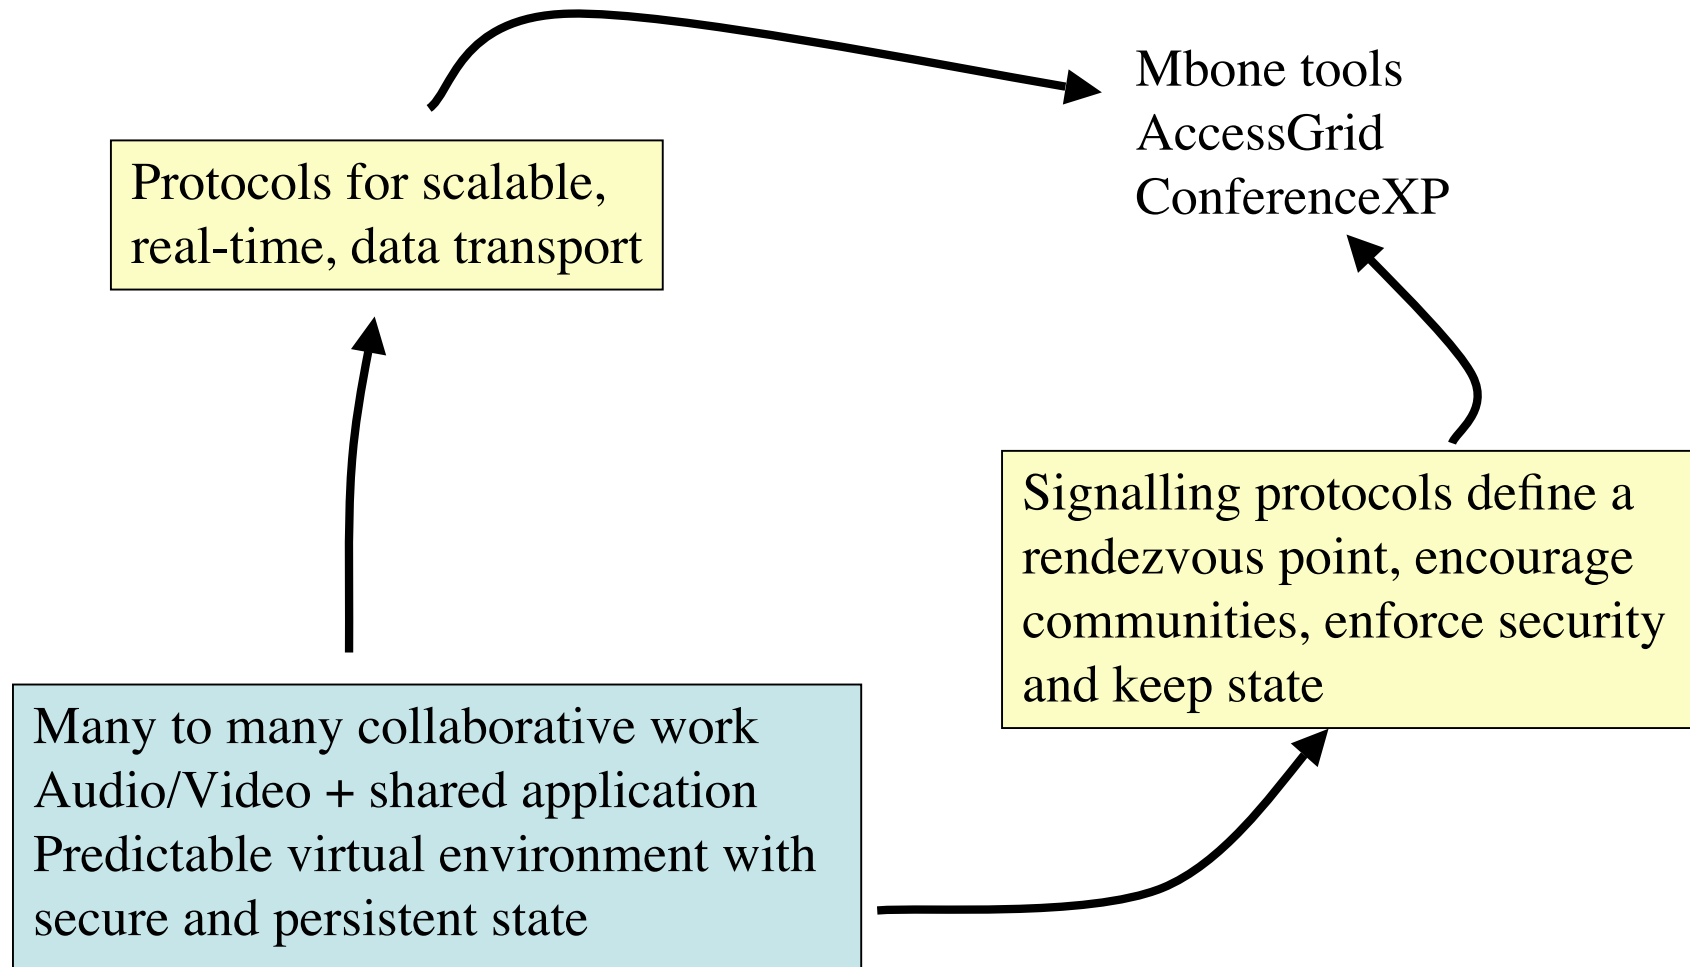 Mbone tools
AccessGrid
ConferenceXP
Protocols for scalable,
real-time, data transport
Signalling protocols define a
rendezvous point, encourage
communities, enforce security
and keep state
Many to many collaborative work
Audio/Video + shared application
Predictable virtual environment with
secure and persistent state